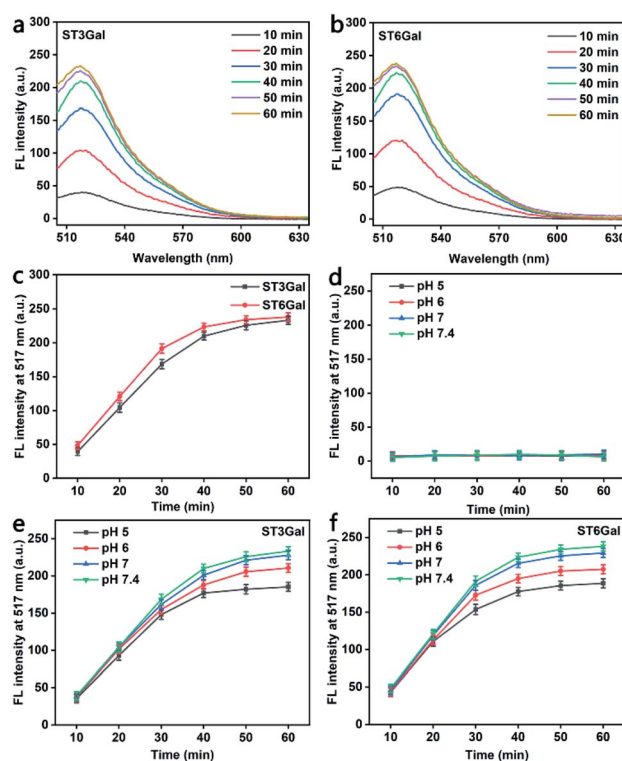 a
ST3Gal
10 min
20 min
30 min
40 min
50 min
60 min
FL intensity (a.u.)
300
250
200
150
100
50
0
510 540 570 600 630
Wavelength (nm)
b
ST6Gal
10 min
20 min
30 min
40 min
50 min
60 min
FL intensity (a.u.)
300
250
200
150
100
50
0
510 540 570 600 630
Wavelength (nm)
c
ST3Gal
ST6Gal
FL intensity at 517 nm (a.u.)
300
250
200
150
100
50
0
10 20 30 40 50 60
Time (min)
d
pH 5
pH 6
pH 7
pH 7.4
FL intensity at 517 nm (a.u.)
250
200
150
100
50
0
10 20 30 40 50 60
Time (min)
e
ST3Gal
pH 5
pH 6
pH 7
pH 7.4
FL intensity at 517 nm (a.u.)
250
200
150
100
50
0
10 20 30 40 50 60
Time (min)
f
ST6Gal
pH 5
pH 6
pH 7
pH 7.4
FL intensity at 517 nm (a.u.)
250
200
150
100
50
0
10 20 30 40 50 60
Time (min)